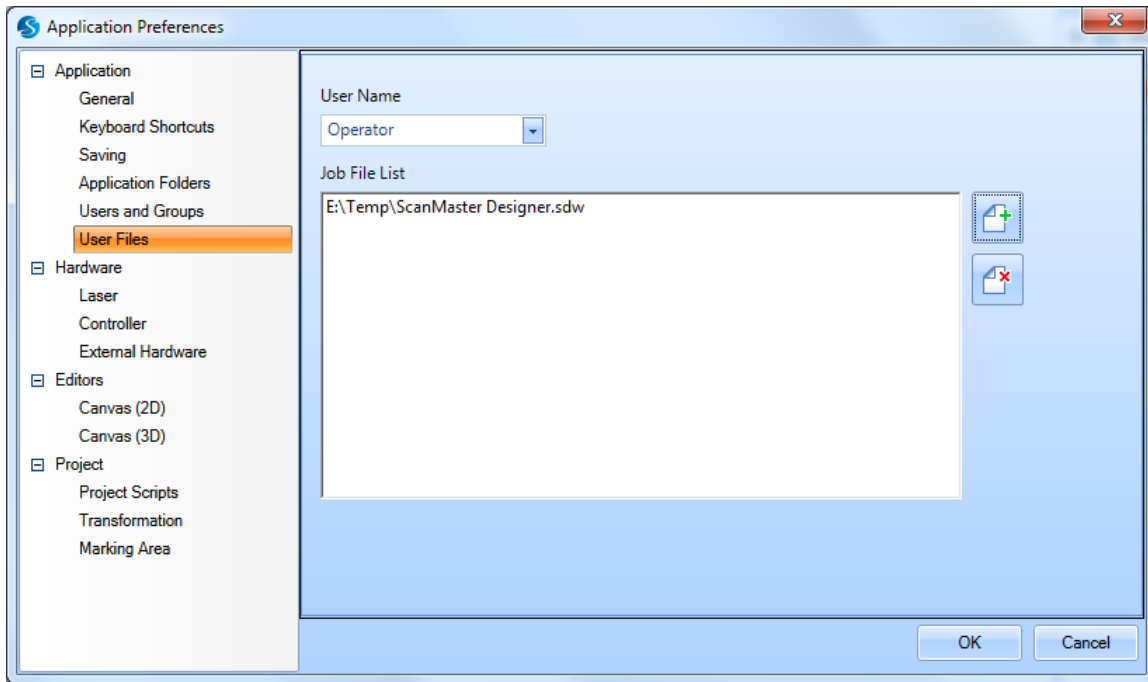 Application Preferences
Application
General
Keyboard Shortcuts
Saving
Application Folders
Users and Groups
User Files
Hardware
Laser
Controller
External Hardware
Editors
Canvas (2D)
Canvas (3D)
Project
Project Scripts
Transformation
Marking Area
User Name
Operator
Job File List
E:\Temp\ScanMaster Designer.sdw
OK
Cancel